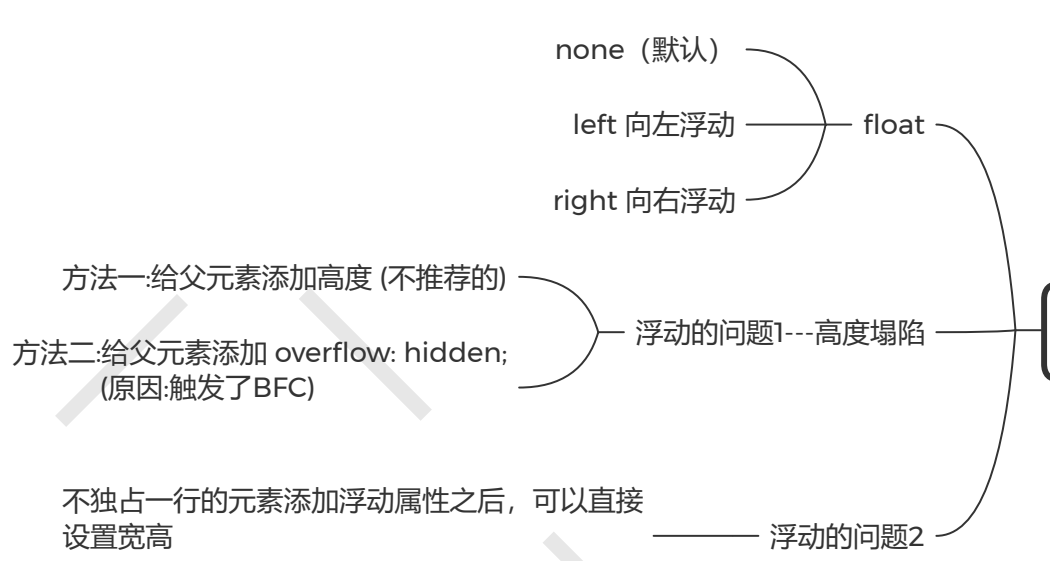 none（默认）
left 向左浮动
float
right 向右浮动
方法一:给父元素添加高度 (不推荐的)
浮动的问题1---高度塌陷
方法二:给父元素添加 overflow: hidden;
(原因:触发了BFC)
不独占一行的元素添加浮动属性之后，可以直接
设置宽高
浮动的问题2